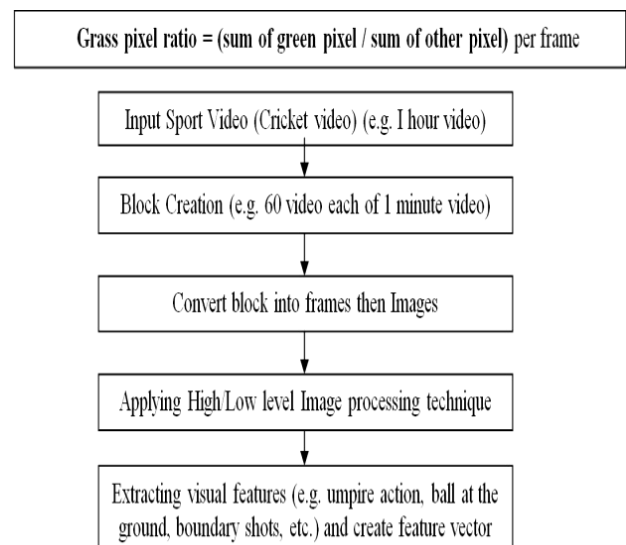 Grass pixel ratio = (sum of green pixel / sum of other pixel) per frame
Input Sport Video (Cricket video) (e.g. I hour video)
Block Creation (e.g. 60 video each of 1 minute video)
Convert block into frames then Images
Applying High/Low level Image processing technique
Extracting visual features (e.g. umpire action, ball at the
ground, boundary shots, etc.) and create feature vector